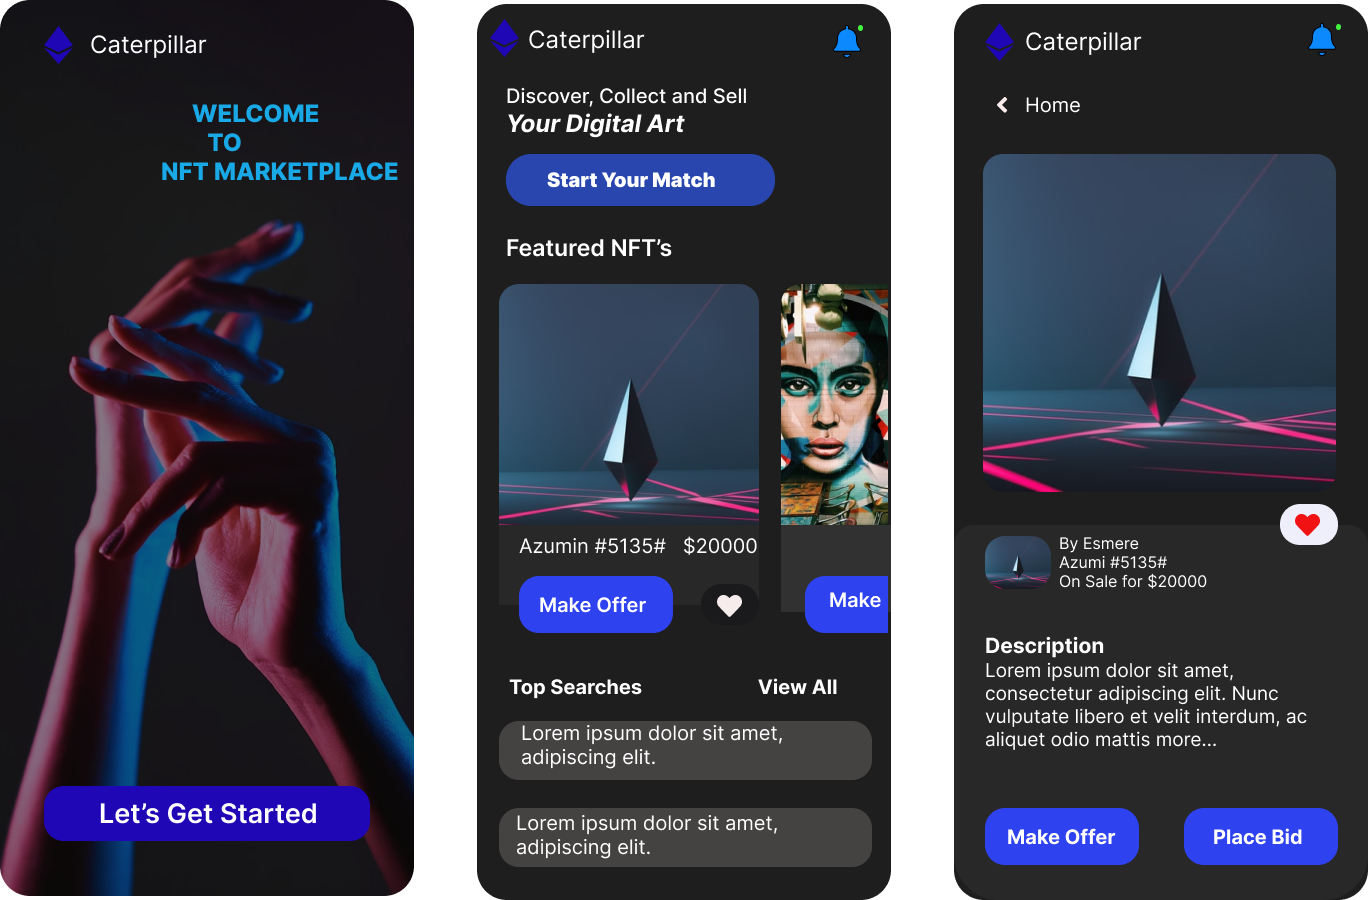 Caterpillar
WELCOME
TO
NFT MARKETPLACE
Let’s Get Started
Caterpillar
Discover, Collect and Sell
Your Digital Art
Start Your Match
Featured NFT’s
Azumin #5135# $20000
Make Offer
Make
Top Searches
View All
Lorem ipsum dolor sit amet,
adipiscing elit.
Lorem ipsum dolor sit amet,
adipiscing elit.
Caterpillar
Home
By Esmere
Azumi #5135#
On Sale for $20000
Description
Lorem ipsum dolor sit amet,
consectetur adipiscing elit. Nunc
vulputate libero et velit interdum, ac
aliquet odio mattis more...
Make Offer
Place Bid